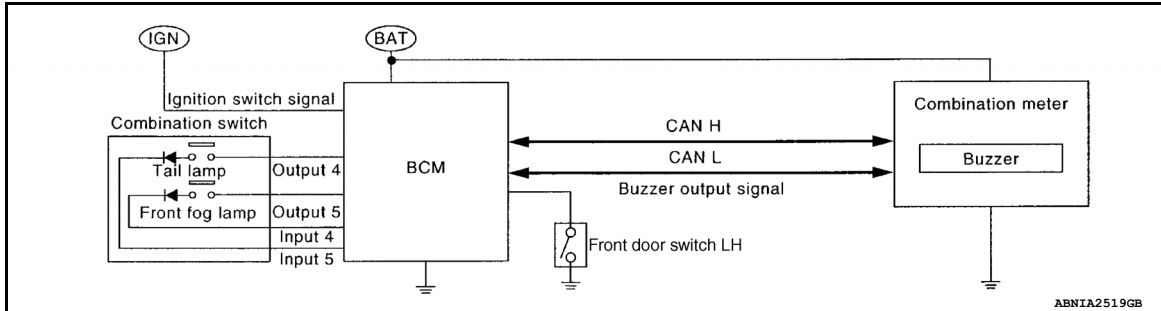 IGN
BAT
Ignition switch signal
Combination switch
Tail lamp
Output 4
Front fog lamp
Output 5
Input 4
Input 5
BCM
CAN H
CAN L
Buzzer output signal
Front door switch LH
Combination meter
Buzzer
ABNIA2519GB